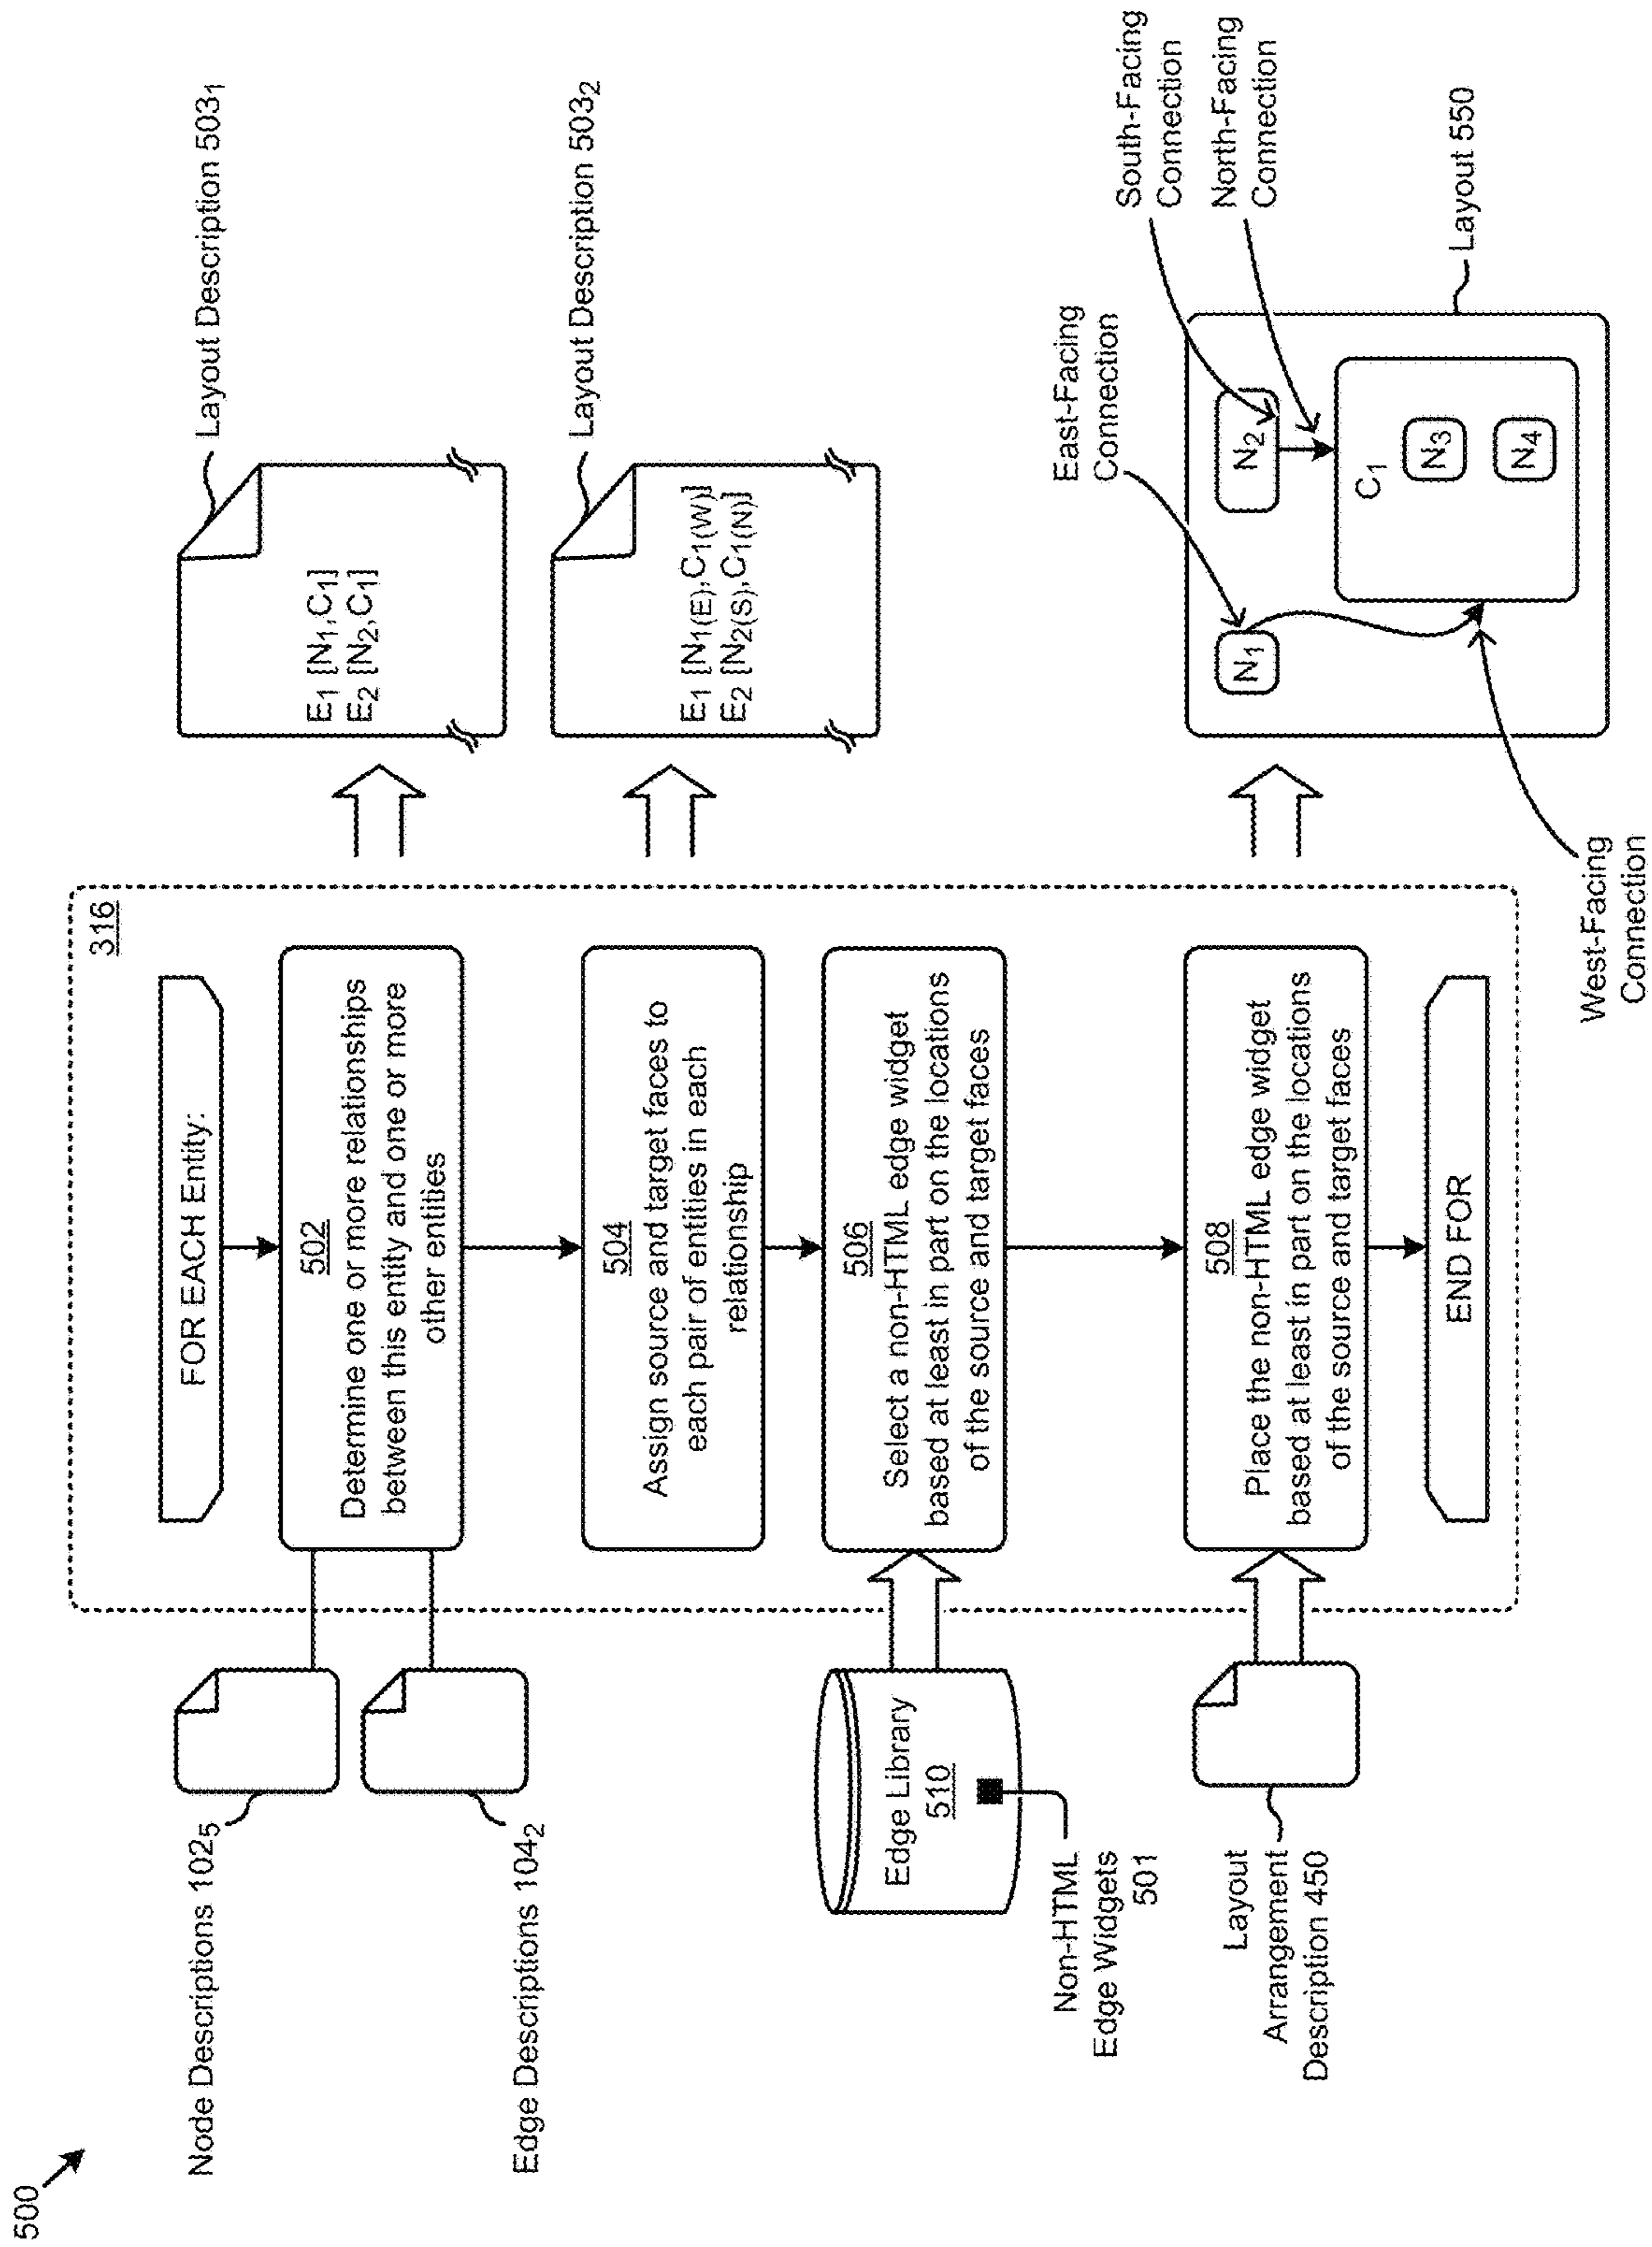 500
Node Descriptions 102₅
Edge Descriptions 104₂
Edge Library
510
Non-HTML
Edge Widgets
501
Layout
Arrangement
Description 450
316
FOR EACH Entity:
502
Determine one or more relationships
between this entity and one or more
other entities
504
Assign source and target faces to
each pair of entities in each
relationship
506
Select a non-HTML edge widget
based at least in part on the locations
of the source and target faces
508
Place the non-HTML edge widget
based at least in part on the locations
of the source and target faces
END FOR
Layout Description 503₁
E₁ [N₁,C₁]
E₂ [N₂,C₁]
Layout Description 503₂
E₁ [N₁(E),C₁(W)]
E₂ [N₂(S),C₁(N)]
East-Facing
Connection
South-Facing
Connection
North-Facing
Connection
N₁
N₂
C₁
N₃
N₄
Layout 550
West-Facing
Connection